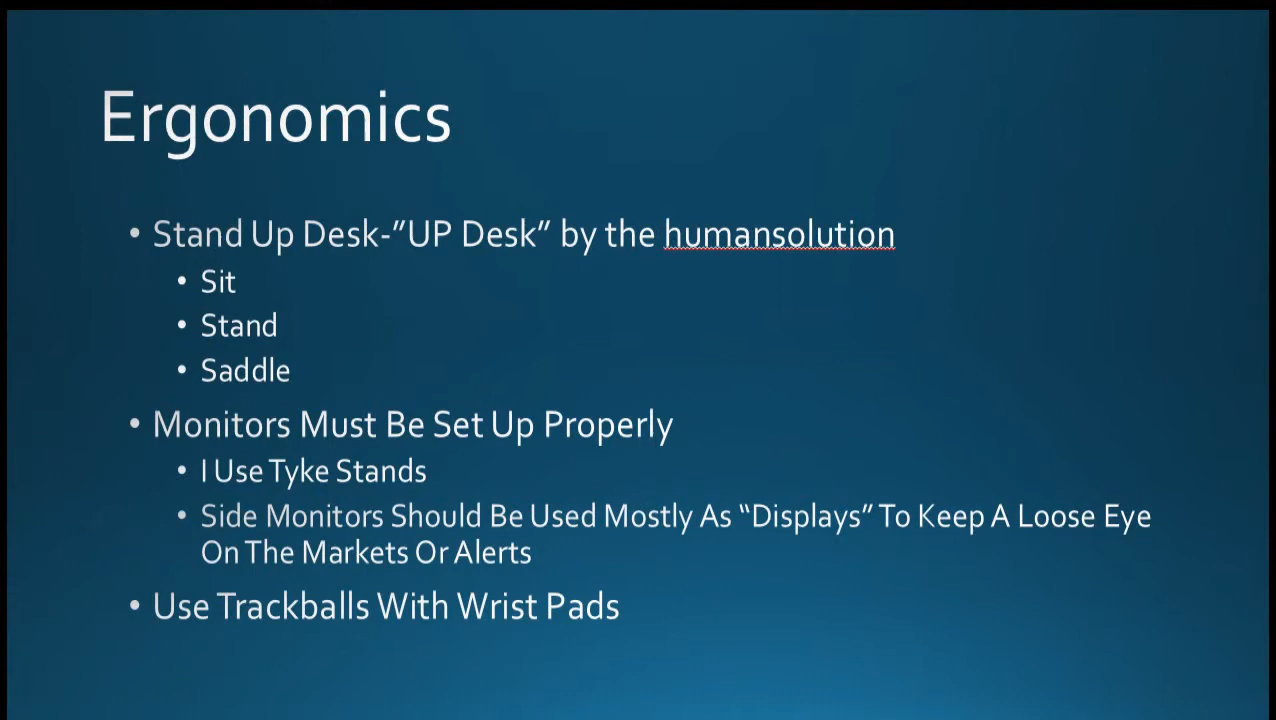 Ergonomics
• Stand Up Desk-”UP Desk” by the humansolution
• Sit
• Stand
• Saddle
• Monitors Must Be Set Up Properly
• I Use Tyke Stands
• Side Monitors Should Be Used Mostly As “Displays” To Keep A Loose Eye
On The Markets Or Alerts
• Use Trackballs With Wrist Pads